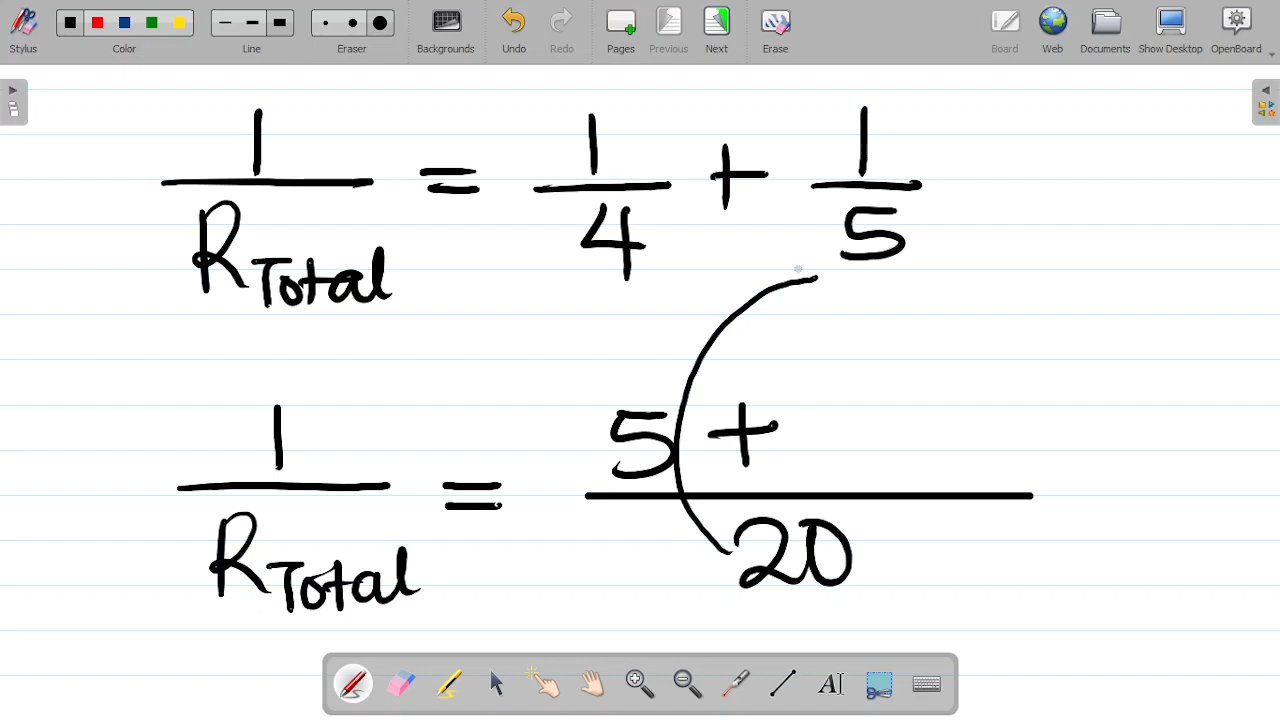 Stylus Color Line Eraser Backgrounds Undo Redo Pages Previous Next Erase Board Web Documents Show Desktop OpenBoard
1/R_Total = 1/4 + 1/5
1/R_Total = 5 + /20